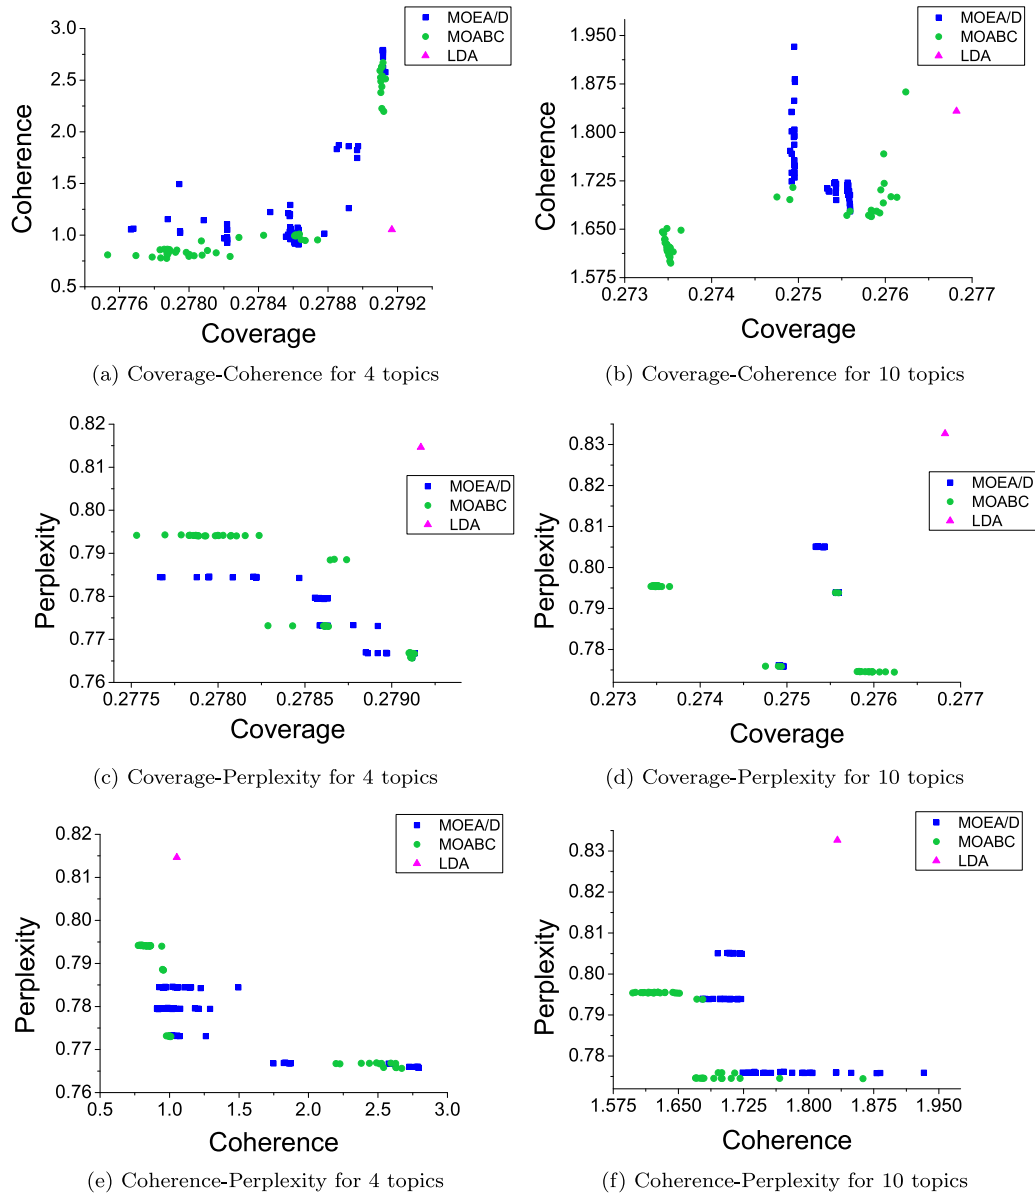 MOEA/D
MOABC
LDA
3.0
2.5
2.0
1.5
1.0
0.5
Coherence
0.2776 0.2780 0.2784 0.2788 0.2792
Coverage
(a) Coverage-Coherence for 4 topics
MOEA/D
MOABC
LDA
1.950
1.875
1.800
1.725
1.650
1.575
Coherence
0.273 0.274 0.275 0.276 0.277
Coverage
(b) Coverage-Coherence for 10 topics
0.82
0.81
0.80
0.79
0.78
0.77
0.76
Perplexity
MOEA/D
MOABC
LDA
0.2775 0.2780 0.2785 0.2790
Coverage
(c) Coverage-Perplexity for 4 topics
0.83
0.82
0.81
0.80
0.79
0.78
Perplexity
MOEA/D
MOABC
LDA
0.273 0.274 0.275 0.276 0.277
Coverage
(d) Coverage-Perplexity for 10 topics
MOEA/D
MOABC
LDA
0.82
0.81
0.80
0.79
0.78
0.77
0.76
Perplexity
0.5 1.0 1.5 2.0 2.5 3.0
Coherence
(e) Coherence-Perplexity for 4 topics
MOEA/D
MOABC
LDA
0.83
0.82
0.81
0.80
0.79
0.78
Perplexity
1.575 1.650 1.725 1.800 1.875 1.950
Coherence
(f) Coherence-Perplexity for 10 topics